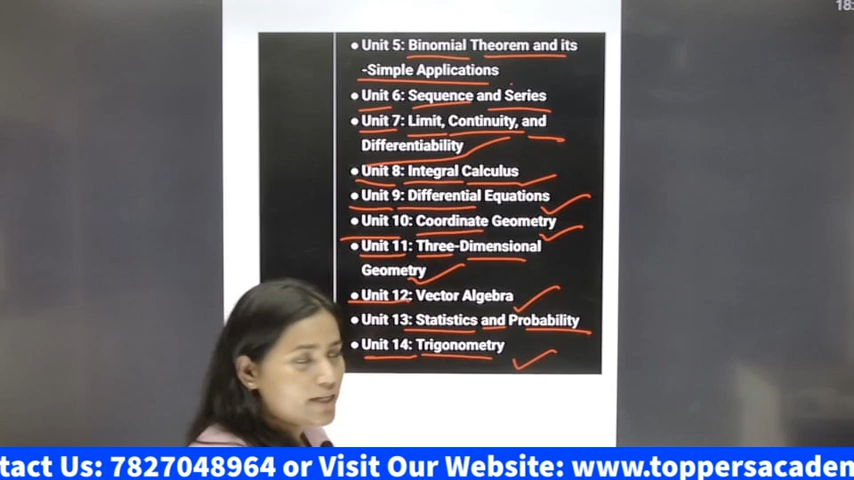 18:
• Unit 5: Binomial Theorem and its
-Simple Applications
• Unit 6: Sequence and Series
• Unit 7: Limit, Continuity, and
Differentiability
• Unit 8: Integral Calculus
• Unit 9: Differential Equations
• Unit 10: Coordinate Geometry
• Unit 11: Three-Dimensional
Geometry
• Unit 12: Vector Algebra
• Unit 13: Statistics and Probability
• Unit 14: Trigonometry
tact Us: 7827048964 or Visit Our Website: www.toppersacaden